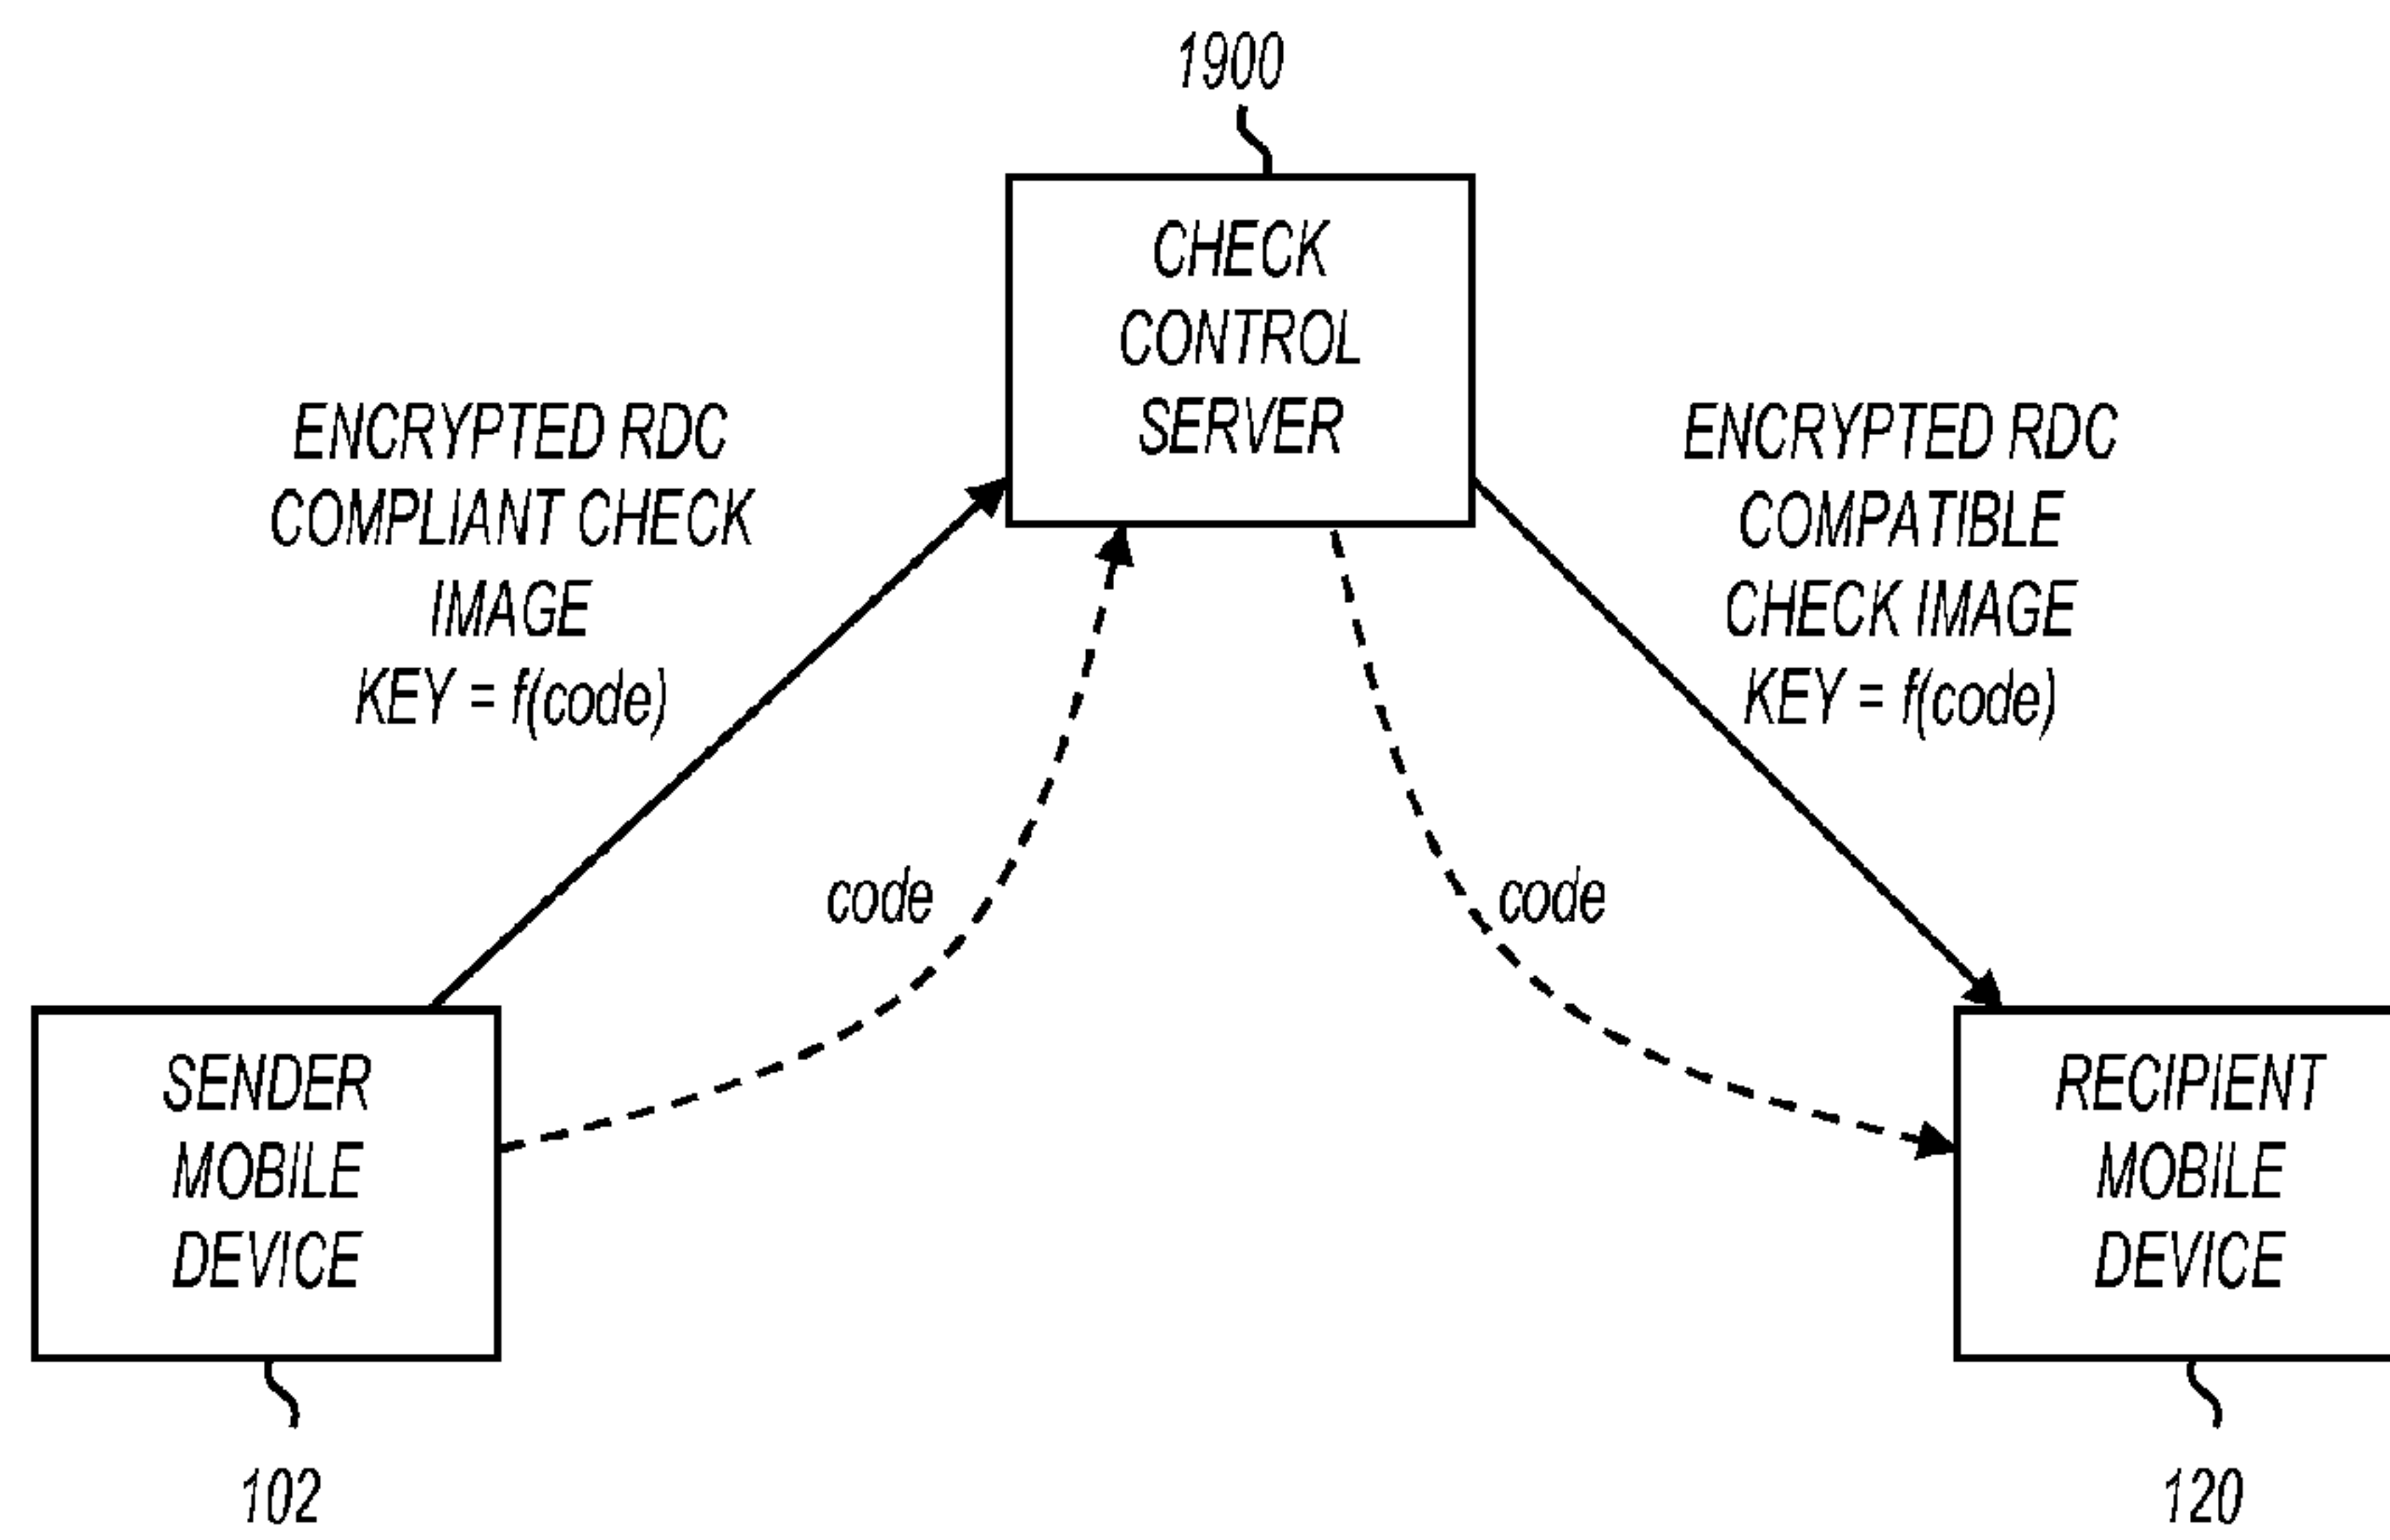 1900
CHECK
CONTROL
SERVER
ENCRYPTED RDC
COMPLIANT CHECK
IMAGE
KEY = f(code)
ENCRYPTED RDC
COMPATIBLE
CHECK IMAGE
KEY = f(code)
code
code
SENDER
MOBILE
DEVICE
RECIPIENT
MOBILE
DEVICE
102
120